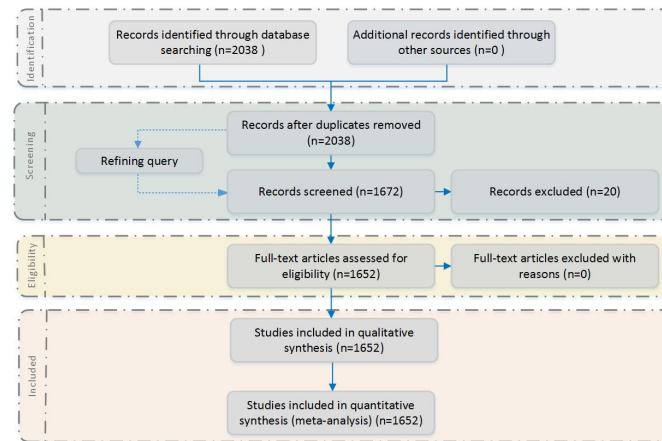 Identification
Records identified through database
searching (n=2038 )
Additional records identified through
other sources (n=0 )
Screening
Records after duplicates removed
(n=2038)
Refining query
Records screened (n=1672)
Records excluded (n=20)
Eligibility
Full-text articles assessed for
eligibility (n=1652)
Full-text articles excluded with
reasons (n=0)
Included
Studies included in qualitative
synthesis (n=1652)
Studies included in quantitative
synthesis (meta-analysis) (n=1652)